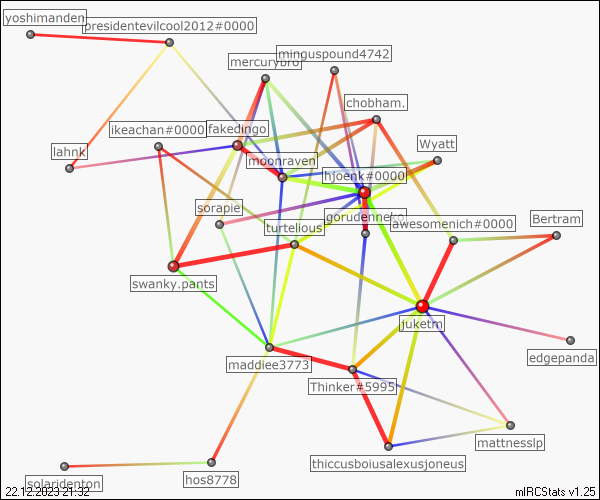 yoshimanden
presidentevilcool2012#0000
minguspound4742
mercurybro
chobham.
ikeachan#0000
fakedingo
Wyatt
lahnk
moonraven
hjoenk#0000
sorapie
gorudenneko
awesomenich#0000
Bertram
turtelious
swanky.pants
juketm
edgepanda
maddiee3773
Thinker#5995
mattnesslp
thiccusboiusalexusjoneus
solaridenton
hos8778
22.12.2023 21:32
mIRCStats v1.25